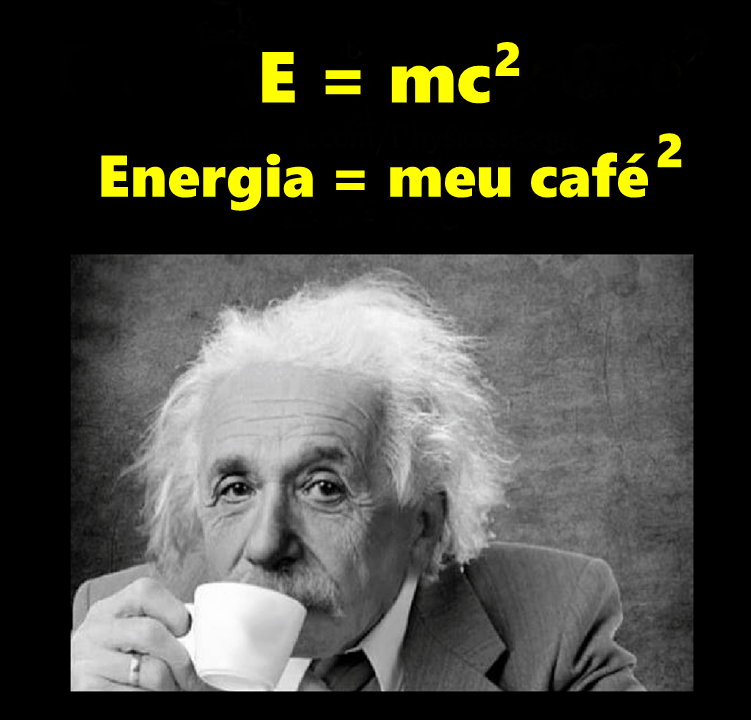 E = mc²
Energia = meu café²